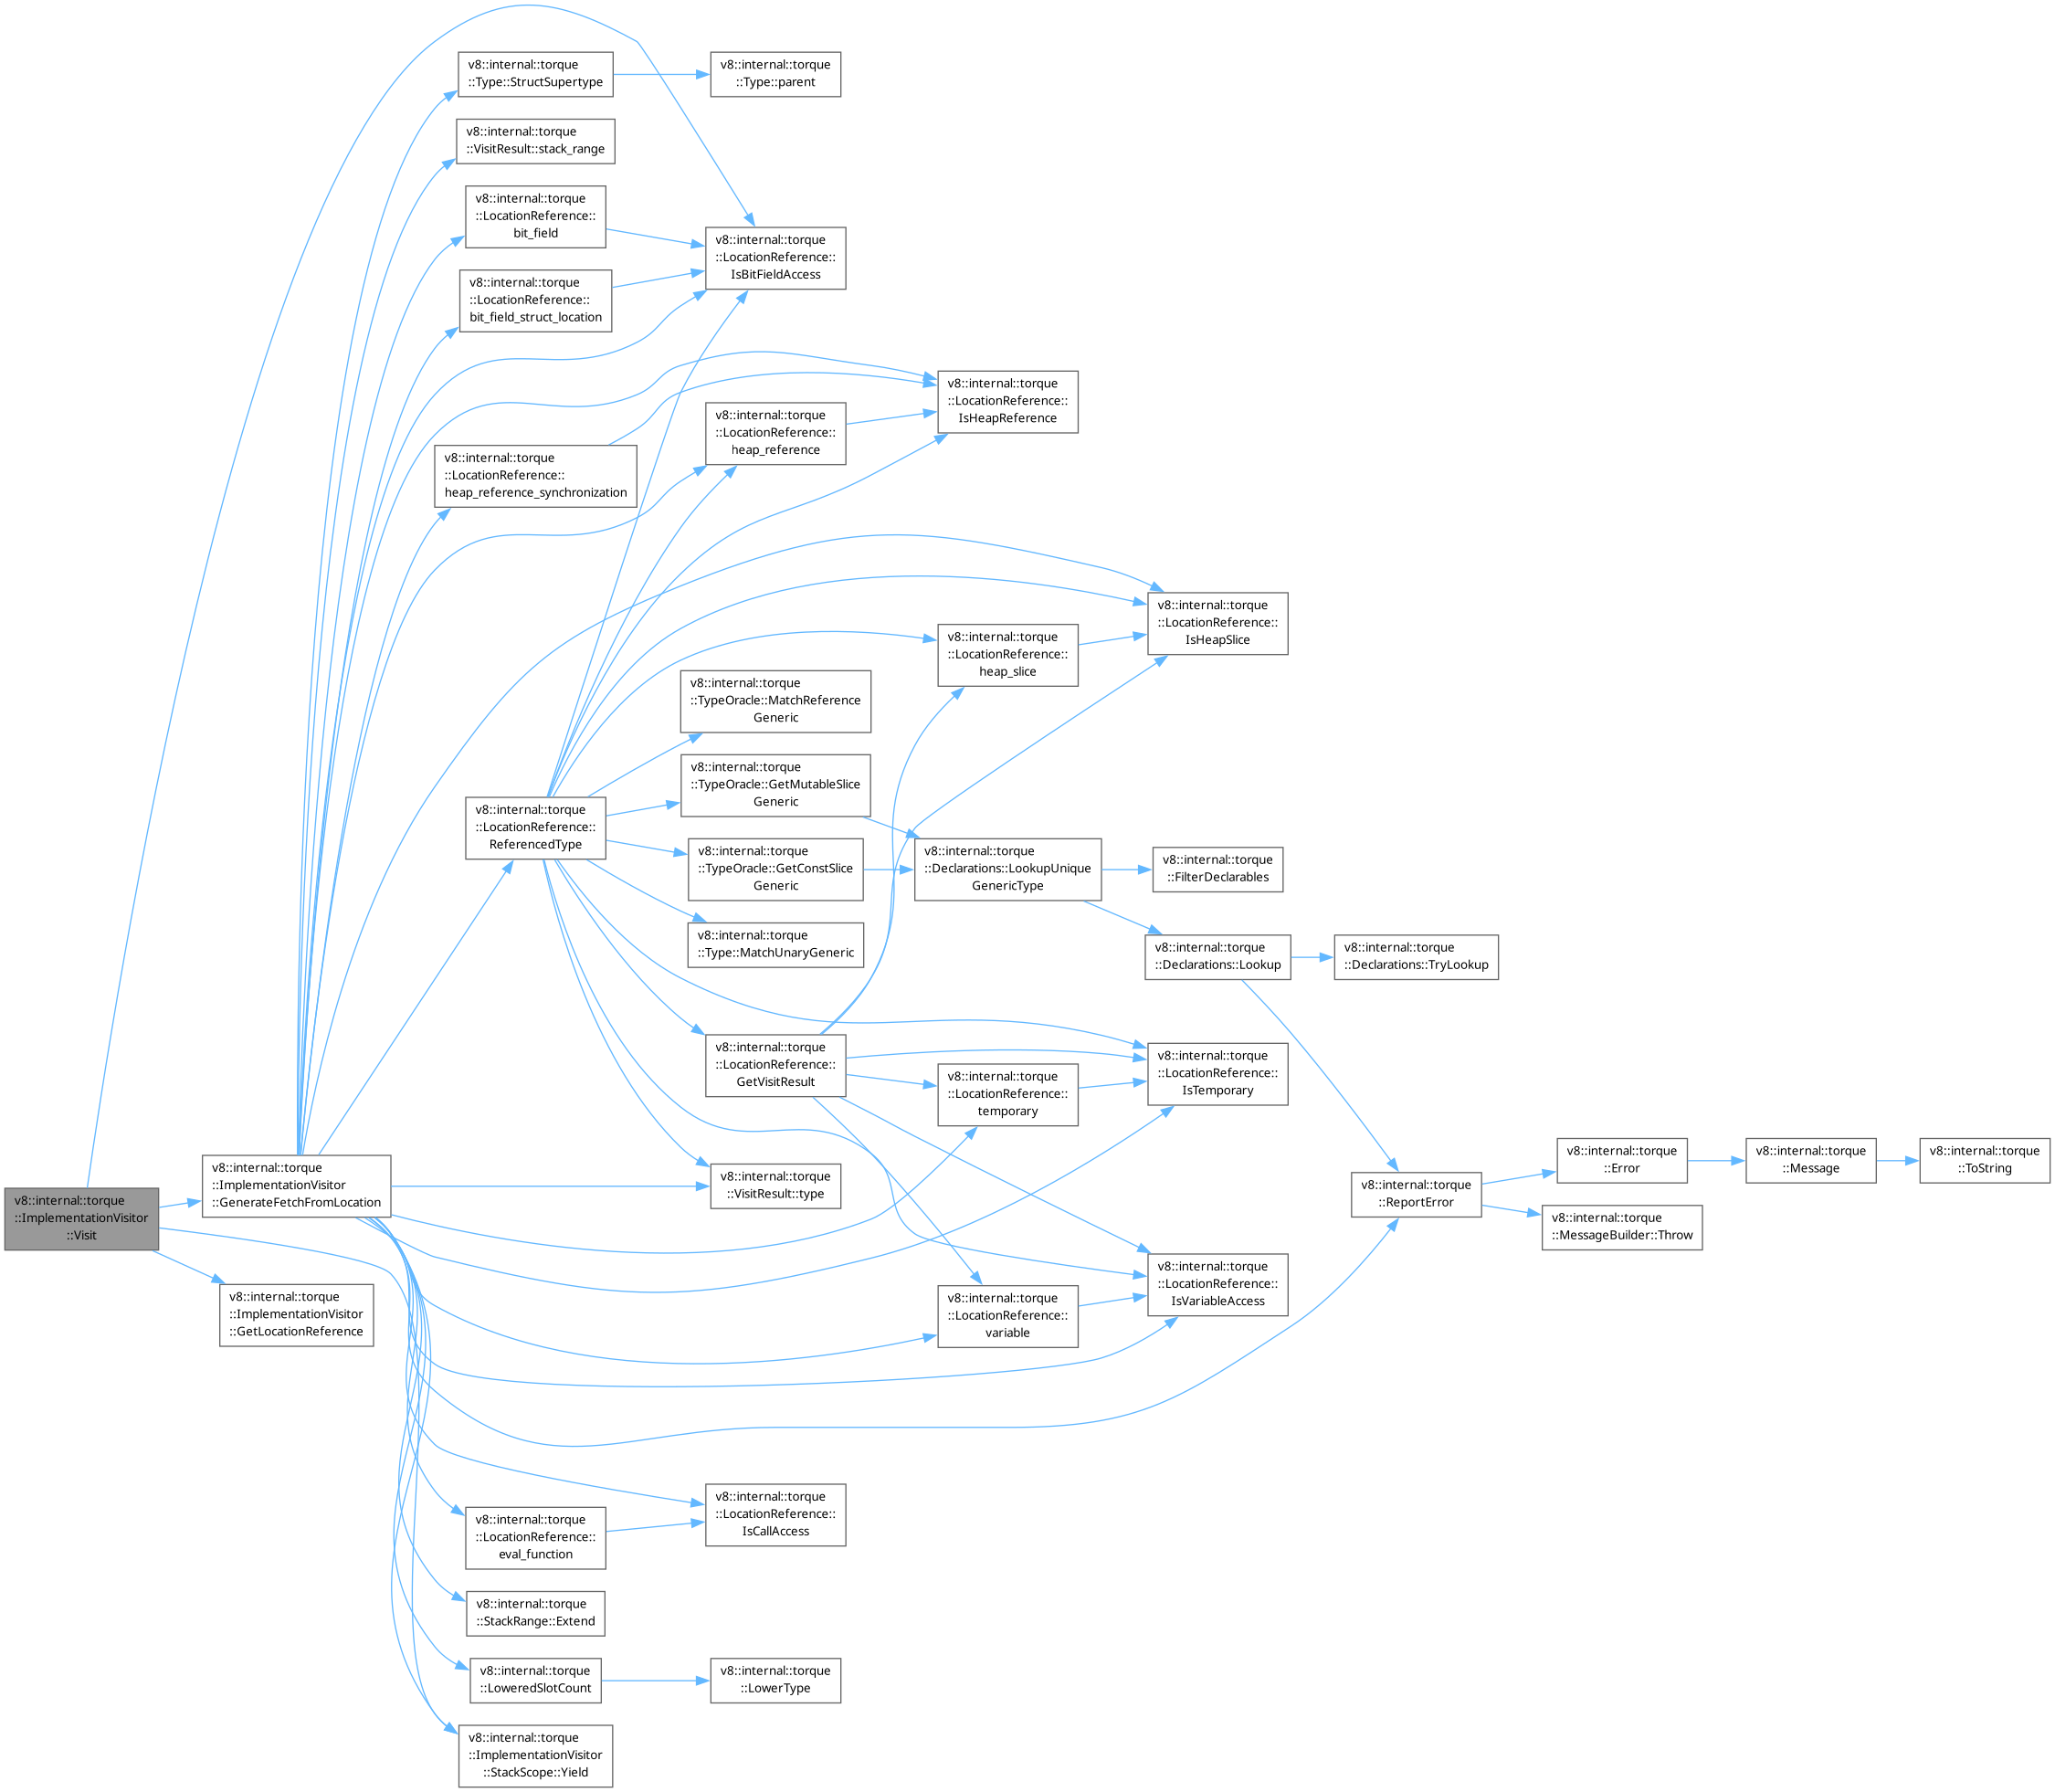 v8::internal::torque
::Type::StructSupertype
v8::internal::torque
::Type::parent
v8::internal::torque
::VisitResult::stack_range
v8::internal::torque
::LocationReference::
bit_field
v8::internal::torque
::LocationReference::
IsBitFieldAccess
v8::internal::torque
::LocationReference::
bit_field_struct_location
v8::internal::torque
::LocationReference::
IsHeapReference
v8::internal::torque
::LocationReference::
heap_reference
v8::internal::torque
::LocationReference::
heap_reference_synchronization
v8::internal::torque
::LocationReference::
IsHeapSlice
v8::internal::torque
::LocationReference::
heap_slice
v8::internal::torque
::TypeOracle::MatchReference
Generic
v8::internal::torque
::TypeOracle::GetMutableSlice
Generic
v8::internal::torque
::LocationReference::
ReferencedType
v8::internal::torque
::TypeOracle::GetConstSlice
Generic
v8::internal::torque
::Declarations::LookupUnique
GenericType
v8::internal::torque
::FilterDeclarables
v8::internal::torque
::Type::MatchUnaryGeneric
v8::internal::torque
::Declarations::Lookup
v8::internal::torque
::Declarations::TryLookup
v8::internal::torque
::LocationReference::
GetVisitResult
v8::internal::torque
::LocationReference::
temporary
v8::internal::torque
::LocationReference::
IsTemporary
v8::internal::torque
::Error
v8::internal::torque
::Message
v8::internal::torque
::ToString
v8::internal::torque
::ImplementationVisitor
::Visit
v8::internal::torque
::ImplementationVisitor
::GenerateFetchFromLocation
v8::internal::torque
::VisitResult::type
v8::internal::torque
::ReportError
v8::internal::torque
::MessageBuilder::Throw
v8::internal::torque
::ImplementationVisitor
::GetLocationReference
v8::internal::torque
::LocationReference::
variable
v8::internal::torque
::LocationReference::
IsVariableAccess
v8::internal::torque
::LocationReference::
eval_function
v8::internal::torque
::LocationReference::
IsCallAccess
v8::internal::torque
::StackRange::Extend
v8::internal::torque
::LoweredSlotCount
v8::internal::torque
::LowerType
v8::internal::torque
::ImplementationVisitor
::StackScope::Yield